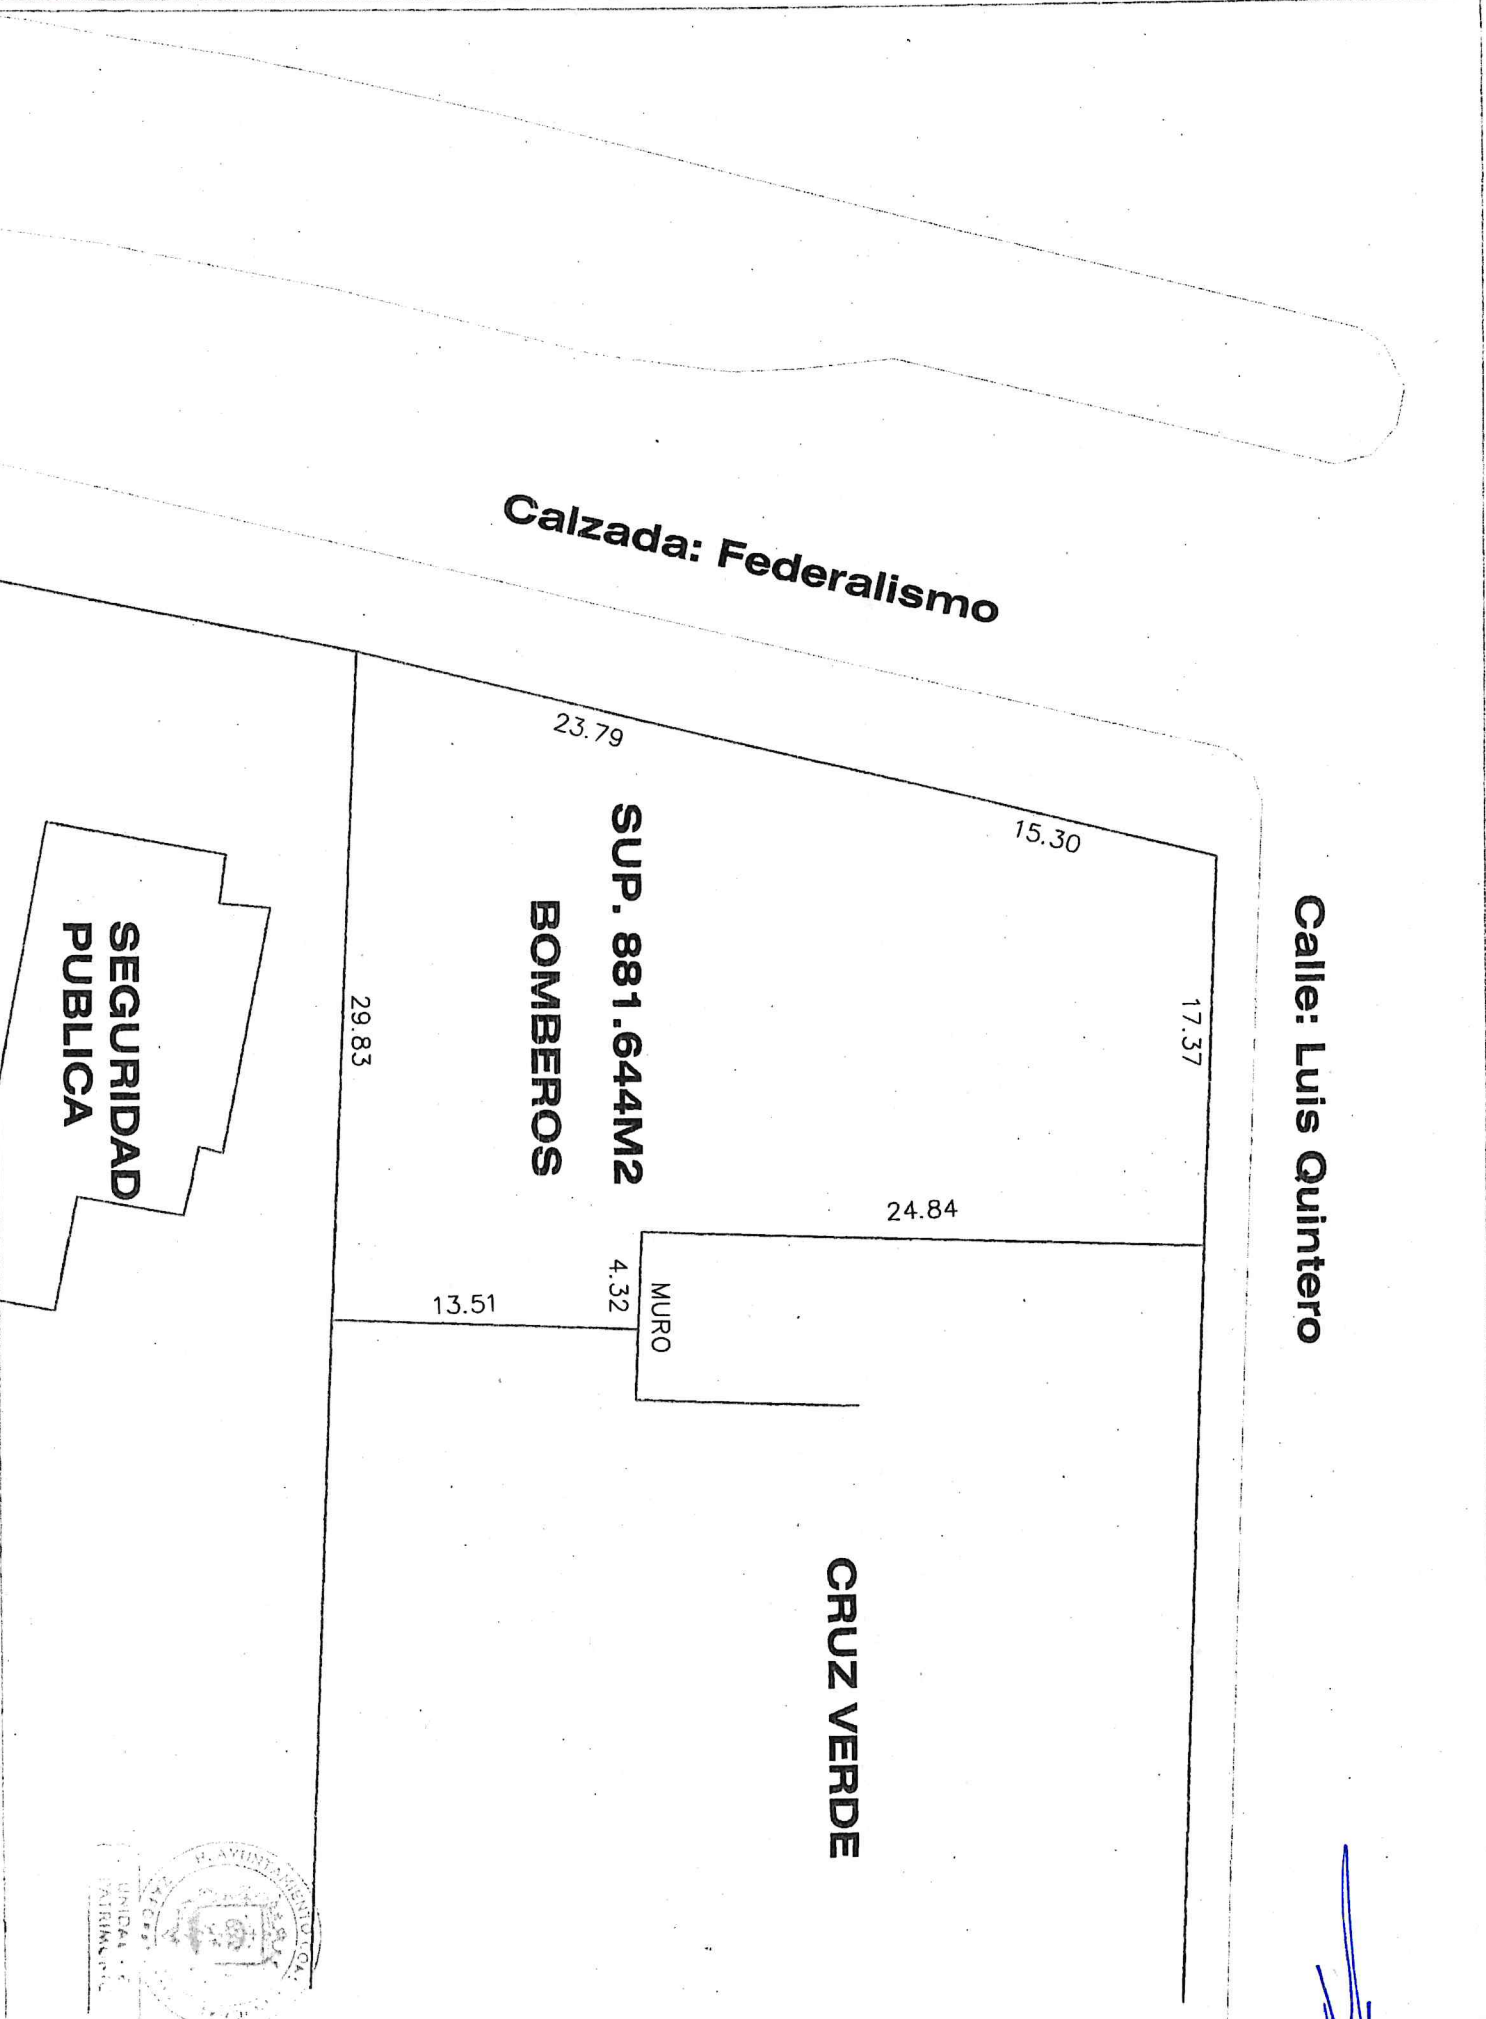 Calle: Luis Quintero
Calzada: Federalismo
15.30
17.37
23.79
24.84
SUP. 881.644M2
BOMBEROS
MURO
4.32
13.51
29.83
CRUZ VERDE
SEGURIDAD
PUBLICA
H. AYUNTAMIENTO